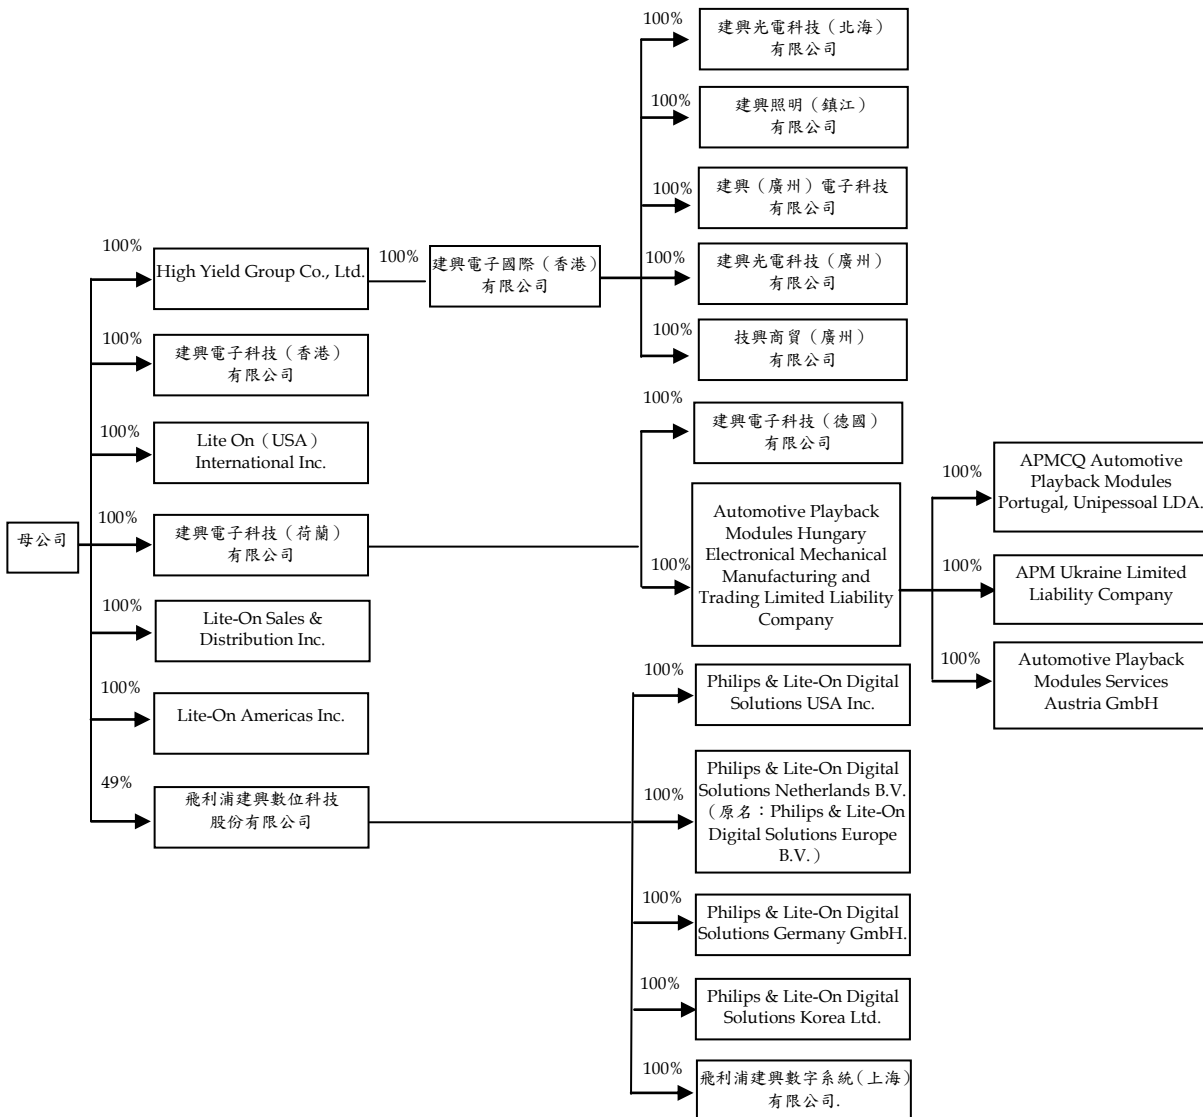 100%
建興光電科技（北海）
有限公司
100%
建興照明（鎮江）
有限公司
100%
建興（廣州）電子科技
有限公司
100%
High Yield Group Co., Ltd.
100%
建興電子國際（香港）
有限公司
100%
建興光電科技（廣州）
有限公司
100%
建興電子科技（香港）
有限公司
100%
技興商貿（廣州）
有限公司
100%
Lite On（USA）
International Inc.
100%
建興電子科技（德國）
有限公司
母公司
100%
建興電子科技（荷蘭）
有限公司
100%
Automotive Playback
Modules Hungary
Electronical Mechanical
Manufacturing and
Trading Limited Liability
Company
100%
APMCQ Automotive
Playback Modules
Portugal, Unipessoal LDA.
100%
APM Ukraine Limited
Liability Company
100%
Automotive Playback
Modules Services
Austria GmbH
100%
Lite-On Sales &
Distribution Inc.
100%
Lite-On Americas Inc.
49%
飛利浦建興數位科技
股份有限公司
100%
Philips & Lite-On Digital
Solutions USA Inc.
100%
Philips & Lite-On Digital
Solutions Netherlands B.V.
（原名：Philips & Lite-On
Digital Solutions Europe
B.V.）
100%
Philips & Lite-On Digital
Solutions Germany GmbH.
100%
Philips & Lite-On Digital
Solutions Korea Ltd.
100%
飛利浦建興數字系統（上海）
有限公司.